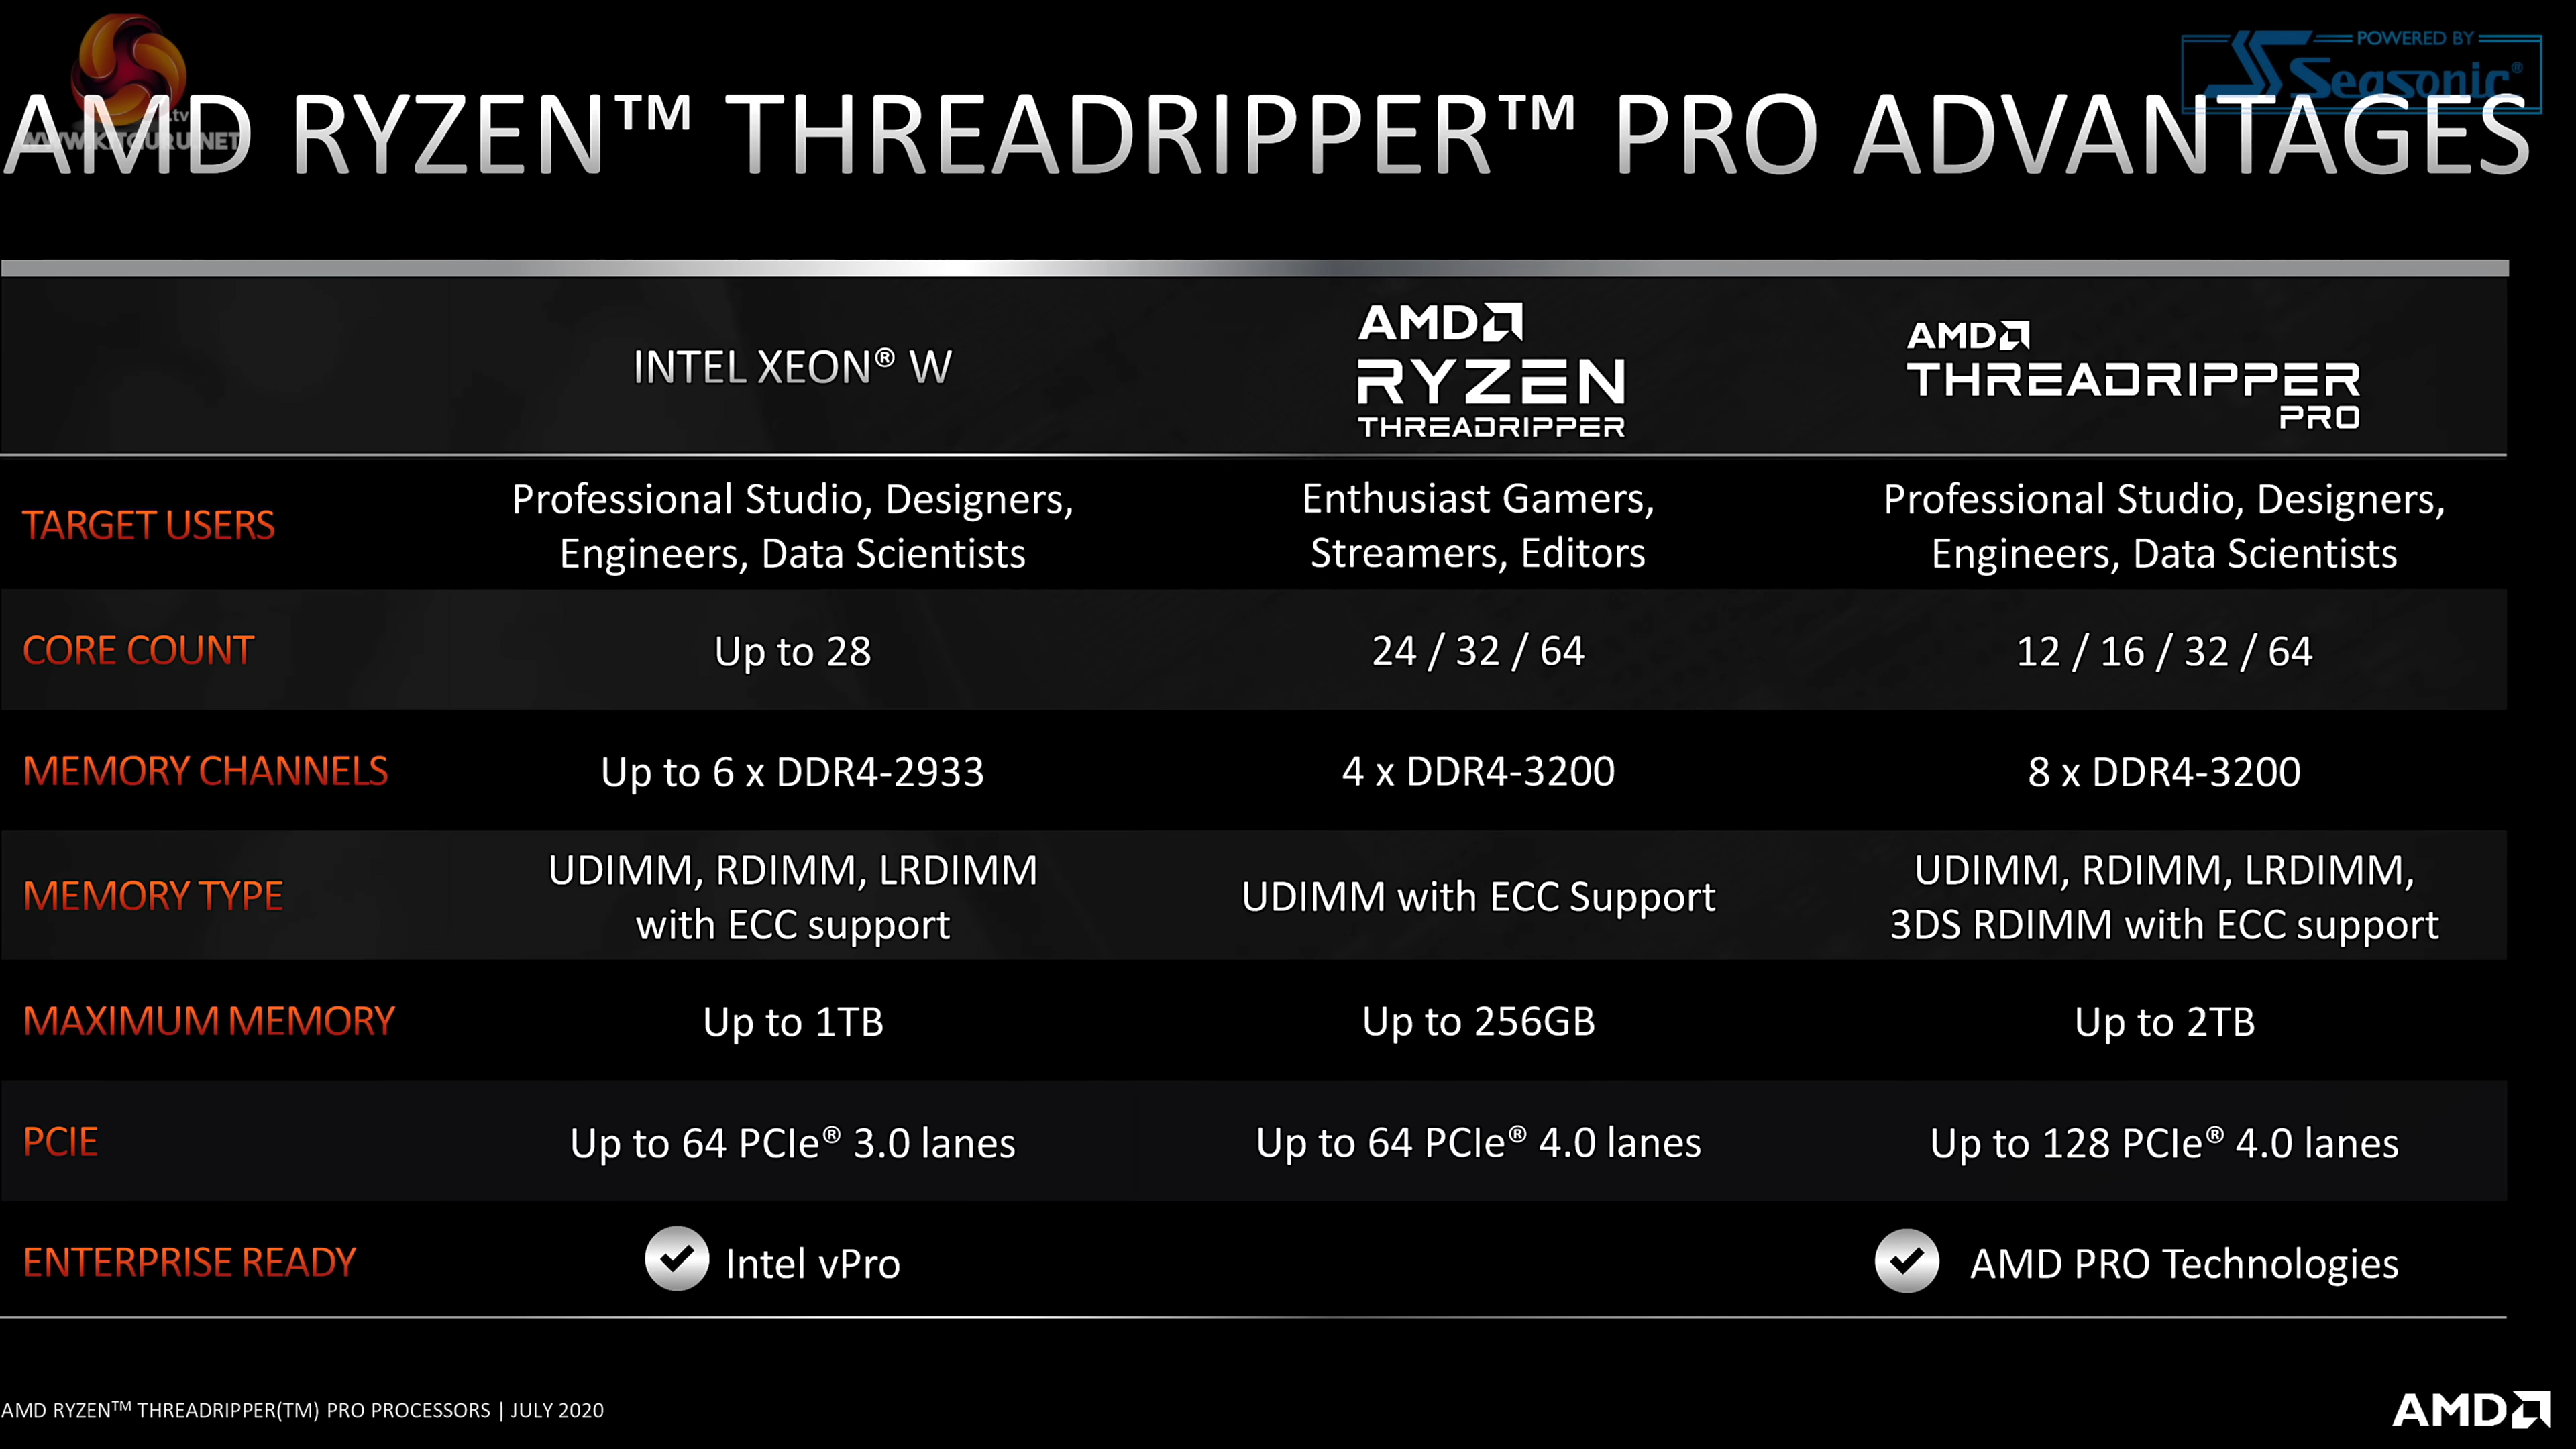 POWERED BY
Seasonic®
.tv
WWW.KITGURU.NET
AMD RYZEN™ THREADRIPPER™ PRO ADVANTAGES
INTEL XEON® W
AMD
RYZEN
THREADRIPPER
AMD
THREADRIPPER
PRO
TARGET USERS
Professional Studio, Designers,
Engineers, Data Scientists
Enthusiast Gamers,
Streamers, Editors
Professional Studio, Designers,
Engineers, Data Scientists
CORE COUNT
Up to 28
24 / 32 / 64
12 / 16 / 32 / 64
MEMORY CHANNELS
Up to 6 x DDR4-2933
4 x DDR4-3200
8 x DDR4-3200
MEMORY TYPE
UDIMM, RDIMM, LRDIMM
with ECC support
UDIMM with ECC Support
UDIMM, RDIMM, LRDIMM,
3DS RDIMM with ECC support
MAXIMUM MEMORY
Up to 1TB
Up to 256GB
Up to 2TB
PCIE
Up to 64 PCIe® 3.0 lanes
Up to 64 PCIe® 4.0 lanes
Up to 128 PCIe® 4.0 lanes
ENTERPRISE READY
Intel vPro
AMD PRO Technologies
AMD RYZEN™ THREADRIPPER(TM) PRO PROCESSORS | JULY 2020
AMD